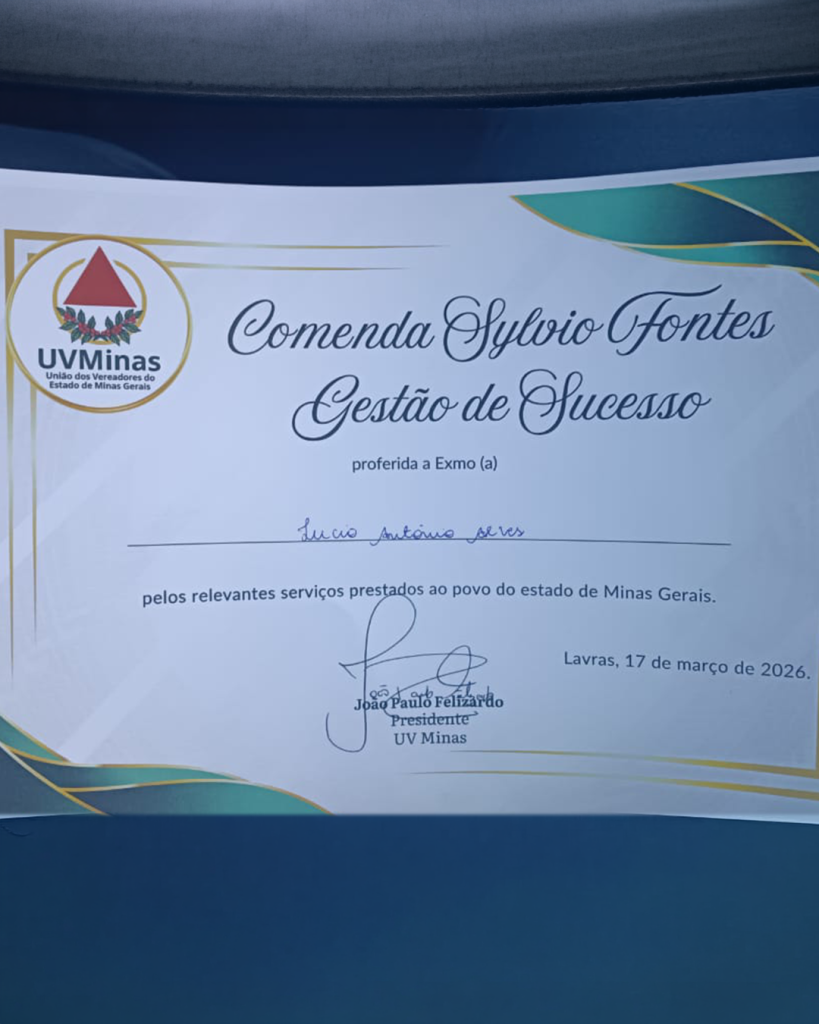 UVMinas
União dos Vereadores do
Estado de Minas Gerais
Comenda Sylvio Fontes
Gestão de Sucesso
proferida a Exmo (a)
Lucio Antônio Alves
pelos relevantes serviços prestados ao povo do estado de Minas Gerais.
Lavras, 17 de março de 2026.
João Paulo Felizardo
Presidente
UV Minas